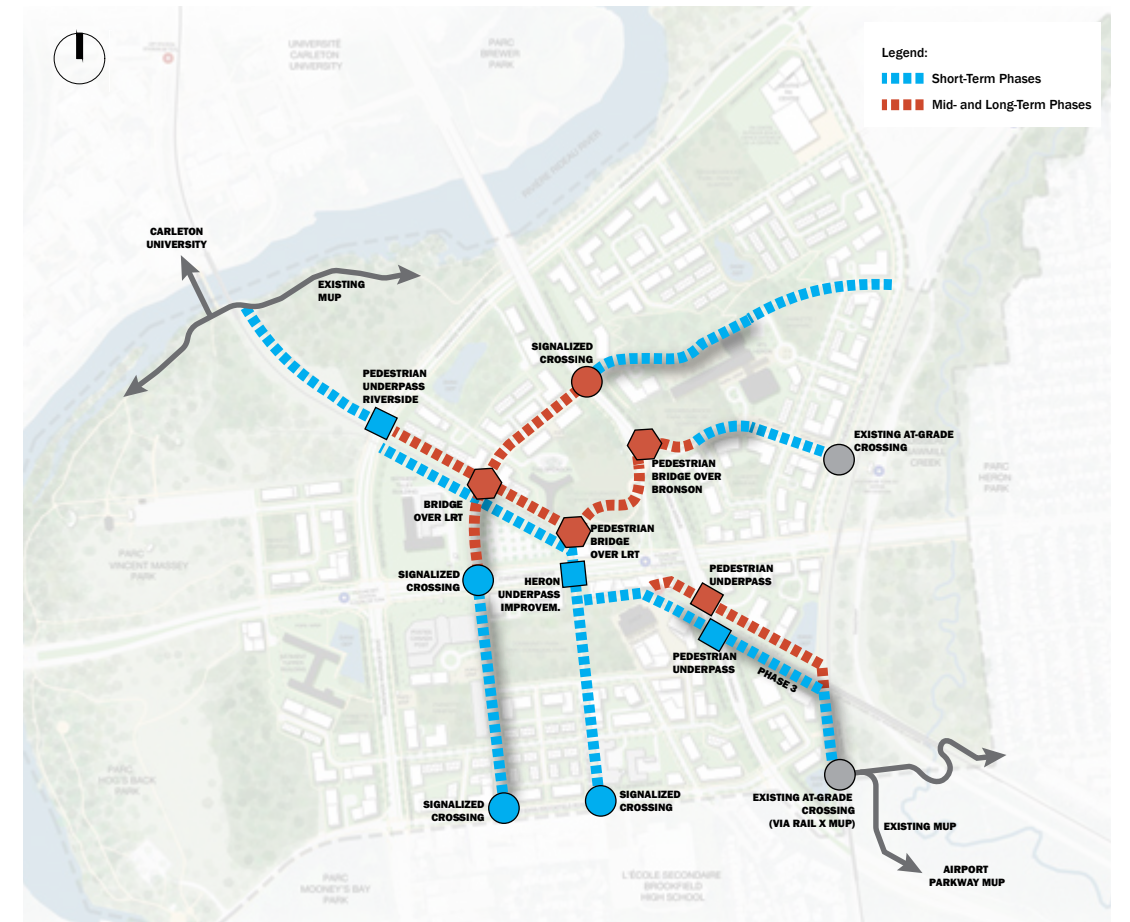 UNIVERSITÉ
CARLETON
UNIVERSITY
PARC
BREWER
PARK
Legend:
Short-Term Phases
Mid- and Long-Term Phases
RIVIÈRE RIDEAU RIVER
CARLETON
UNIVERSITY
EXISTING
MUP
SIGNALIZED
CROSSING
PEDESTRIAN
UNDERPASS
RIVERSIDE
EXISTING AT-GRADE
CROSSING
CREEK
PEDESTRIAN
BRIDGE OVER
BRONSON
PARC
HERON
PARK
BRIDGE
OVER LRT
PEDESTRIAN
BRIDGE
OVER LRT
PARC
VINCENT MASSEY
PARK
SIGNALIZED
CROSSING
HERON
UNDERPASS
IMPROVEM.
PEDESTRIAN
UNDERPASS
PEDESTRIAN
UNDERPASS
PHASE 3
PARC
HOG'S BACK
PARK
SIGNALIZED
CROSSING
SIGNALIZED
CROSSING
EXISTING AT-GRADE
CROSSING
(VIA RAIL X MUP)
EXISTING MUP
AIRPORT
PARKWAY MUP
PARC
MOONEY'S BAY
PARK
L'ÉCOLE SECONDAIRE
BROOKFIELD
HIGH SCHOOL